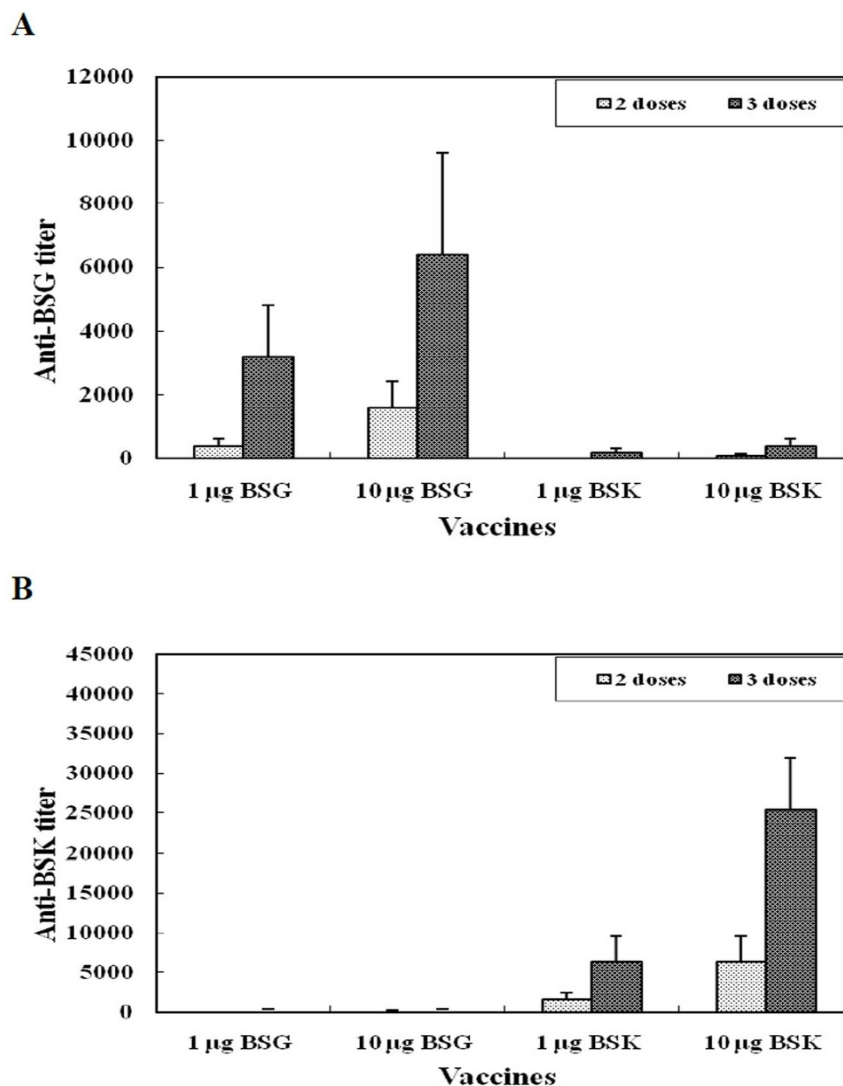 A
12000
10000
8000
6000
4000
2000
0
Anti-BSG titer
2 doses 3 doses
1 μg BSG 10 μg BSG 1 μg BSK 10 μg BSK
Vaccines
B
45000
40000
35000
30000
25000
20000
15000
10000
5000
0
Anti-BSK titer
2 doses 3 doses
1 μg BSG 10 μg BSG 1 μg BSK 10 μg BSK
Vaccines